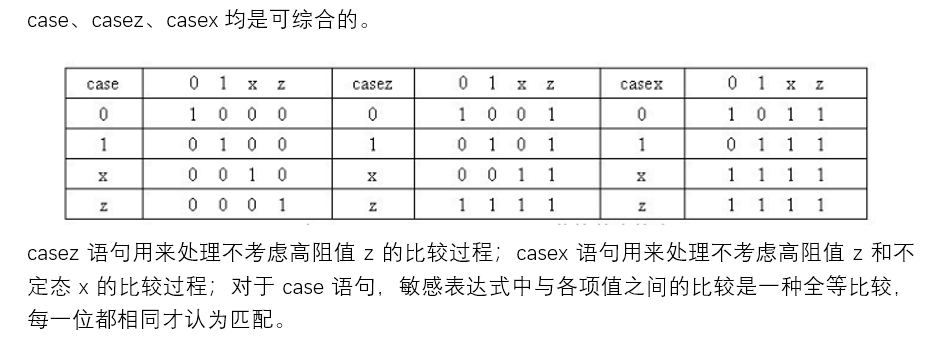 case、casez、casex 均是可综合的。
case 0 1 x z casez 0 1 x z casex 0 1 x z
0 1 0 0 0 0 1 0 0 1 0 1 0 1 1
1 0 1 0 0 1 0 1 0 1 1 0 1 1 1
x 0 0 1 0 x 0 0 1 1 x 1 1 1 1
z 0 0 0 1 z 1 1 1 1 z 1 1 1 1
casez 语句用来处理不考虑高阻值 z 的比较过程；casex 语句用来处理不考虑高阻值 z 和不
定态 x 的比较过程；对于 case 语句，敏感表达式中与各项值之间的比较是一种全等比较，
每一位都相同才认为匹配。